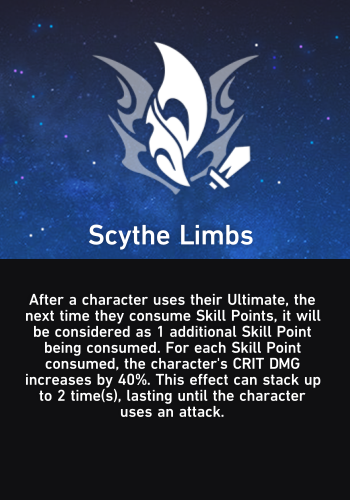 Scythe Limbs
After a character uses their Ultimate, the
next time they consume Skill Points, it will
be considered as 1 additional Skill Point
being consumed. For each Skill Point
consumed, the character's CRIT DMG
increases by 40%. This effect can stack up
to 2 time(s), lasting until the character
uses an attack.